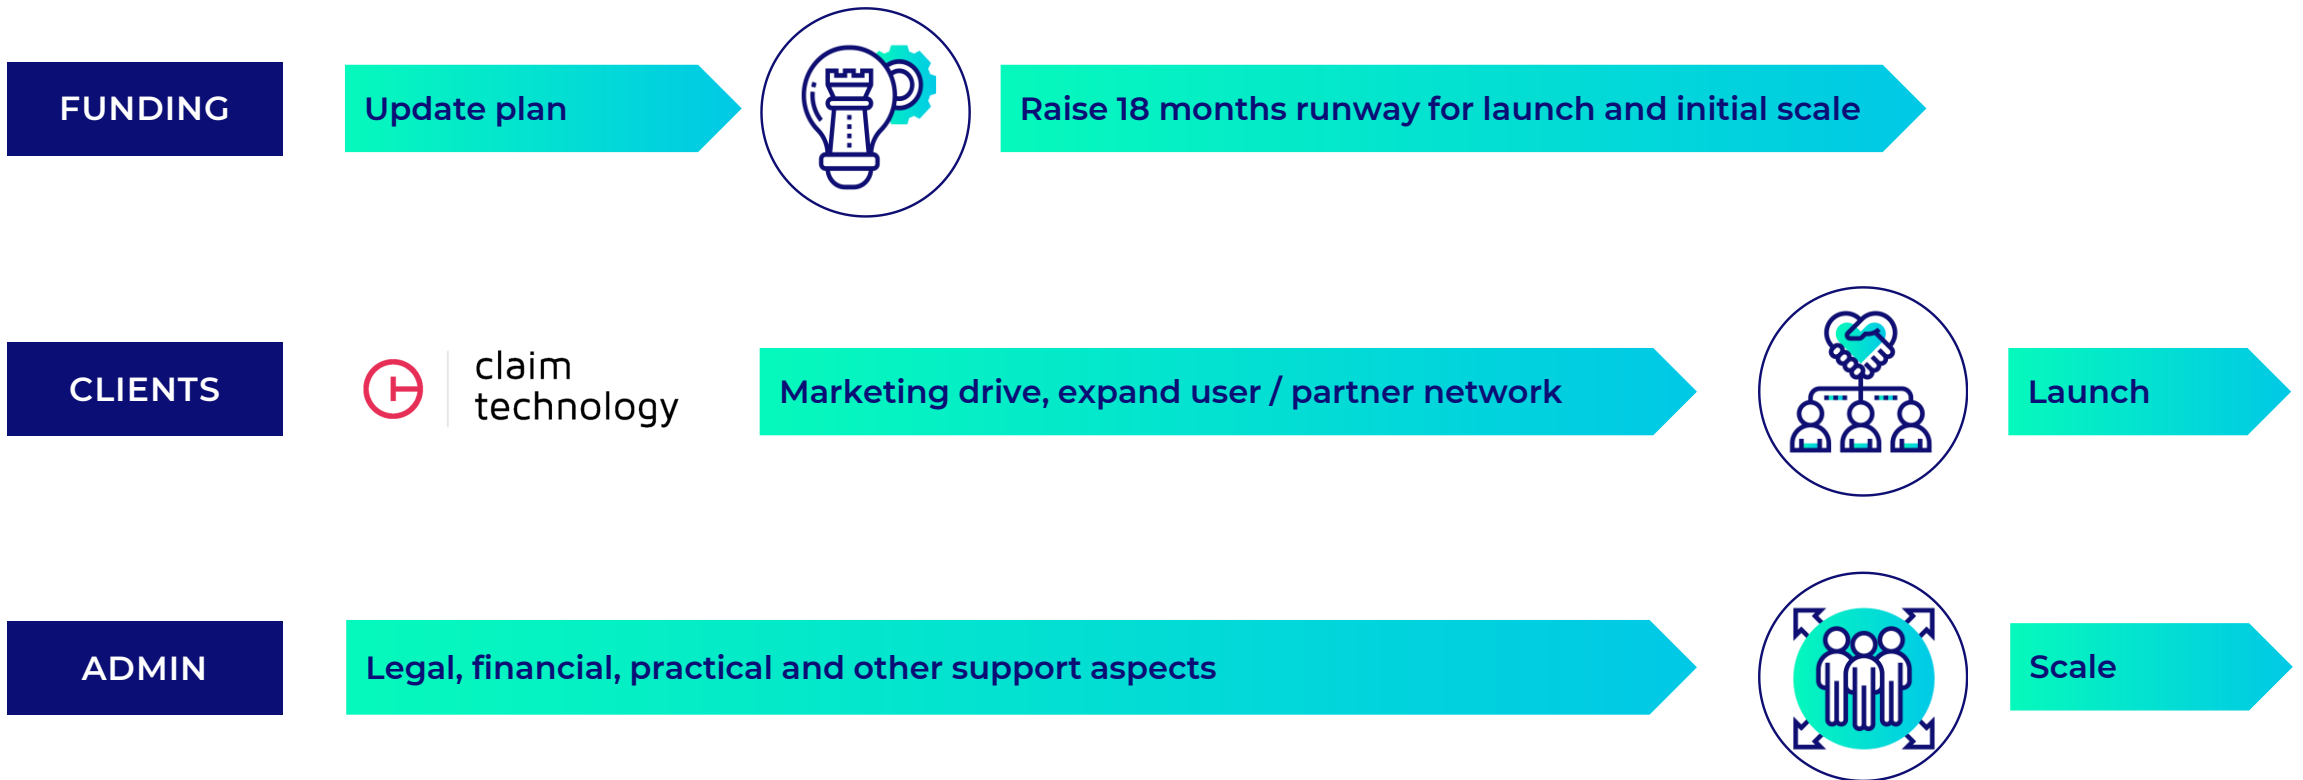 FUNDING
Update plan
Raise 18 months runway for launch and initial scale
CLIENTS
claim
technology
Marketing drive, expand user / partner network
Launch
ADMIN
Legal, financial, practical and other support aspects
Scale